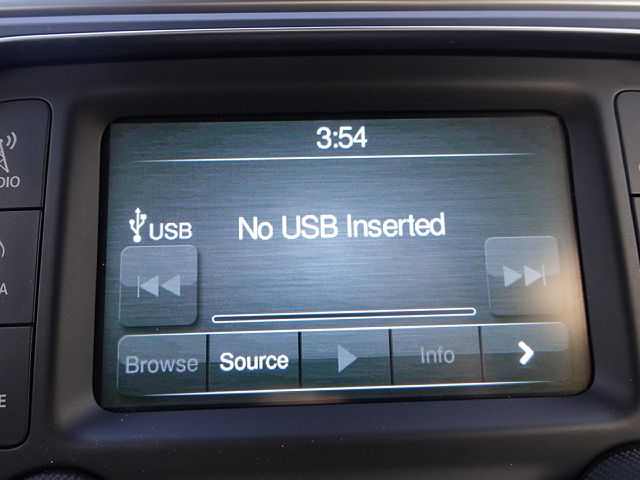 3:54
USB
No USB Inserted
Browse
Source
Info